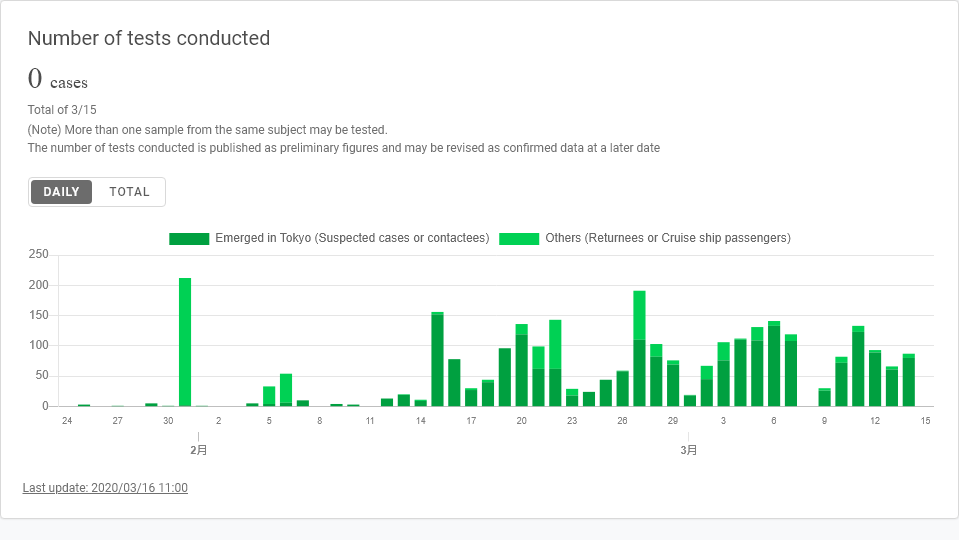 Number of tests conducted
0 cases
Total of 3/15
(Note) More than one sample from the same subject may be tested.
The number of tests conducted is published as preliminary figures and may be revised as confirmed data at a later date
DAILY TOTAL
Emerged in Tokyo (Suspected cases or contactees) Others (Returnees or Cruise ship passengers)
250
200
150
100
50
0
24 27 30 2 5 8 11 14 17 20 23 26 29 3 6 9 12 15
2月 3月
Last update: 2020/03/16 11:00